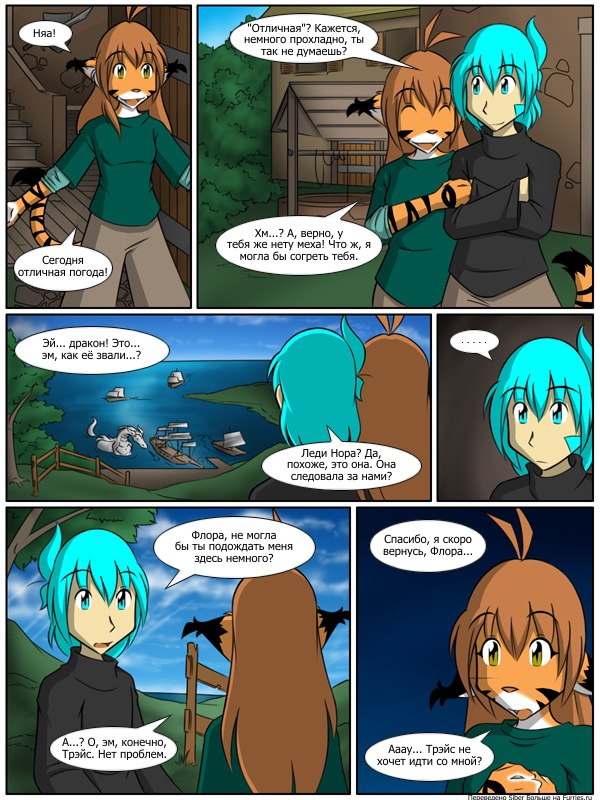 Няа!
Сегодня
отличная погода!
"Отличная"? Кажется,
немного прохладно, ты
так не думаешь?
Хм...? А, верно, у
тебя же нету меха! Что ж, я
могла бы согреть тебя.
Эй... дракон! Это...
эм, как её звали...?
Леди Нора? Да,
похоже, это она. Она
следовала за нами?
. . . . .
Флора, не могла
бы ты подождать меня
здесь немного?
А...? О, эм, конечно,
Трэйс. Нет проблем.
Спасибо, я скоро
вернусь, Флора...
Ааау... Трэйс не
хочет идти со мной?
Переведено Siber Больше на Furries.ru